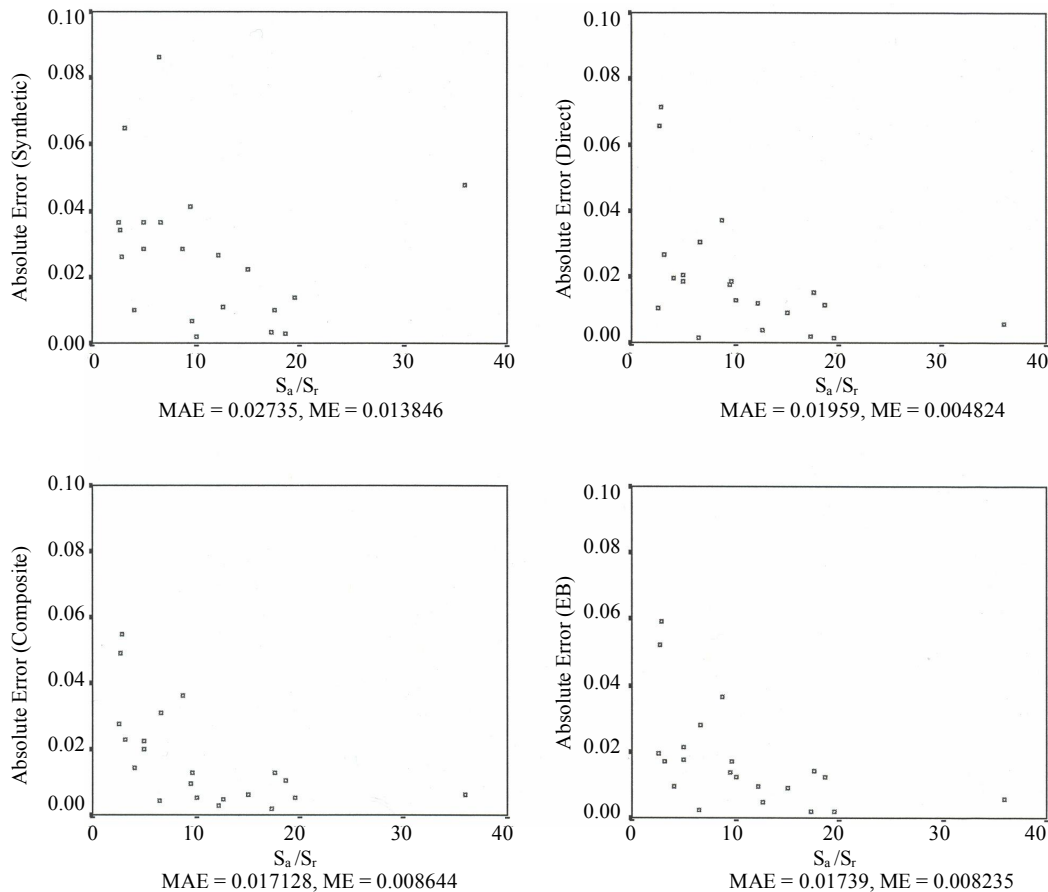 Absolute Error (Synthetic)
0.10
0.08
0.06
0.04
0.02
0.00
0 10 20 30 40
Sₐ/Sᵣ
MAE = 0.02735, ME = 0.013846
Absolute Error (Direct)
0.10
0.08
0.06
0.04
0.02
0.00
0 10 20 30 40
Sₐ/Sᵣ
MAE = 0.01959, ME = 0.004824
Absolute Error (Composite)
0.10
0.08
0.06
0.04
0.02
0.00
0 10 20 30 40
Sₐ/Sᵣ
MAE = 0.017128, ME = 0.008644
Absolute Error (EB)
0.10
0.08
0.06
0.04
0.02
0.00
0 10 20 30 40
Sₐ/Sᵣ
MAE = 0.01739, ME = 0.008235